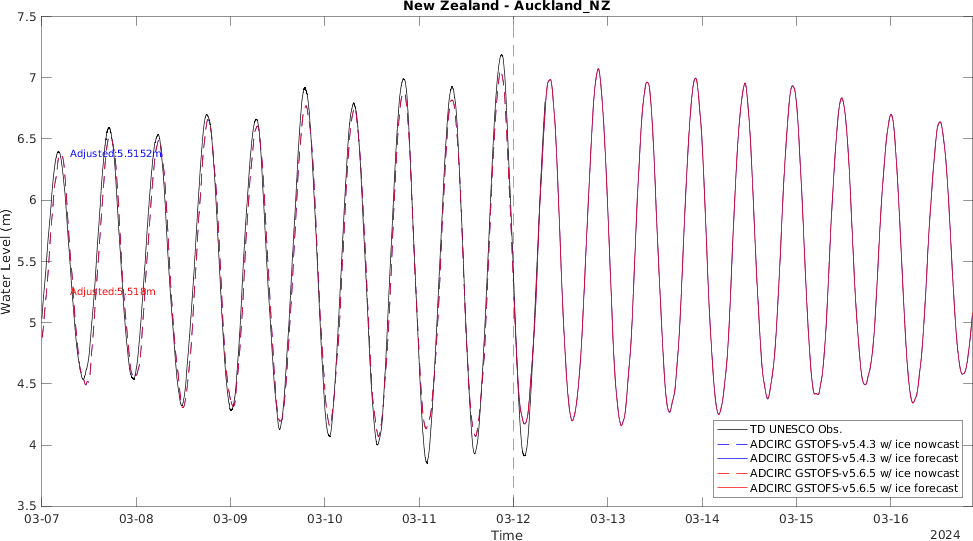 New Zealand - Auckland_NZ
7.5
7
6.5
6
5.5
5
4.5
4
3.5
Water Level (m)
Adjusted:5.5152m
Adjusted:5.518m
TD UNESCO Obs.
ADCIRC GSTOFS-v5.4.3 w/ ice nowcast
ADCIRC GSTOFS-v5.4.3 w/ ice forecast
ADCIRC GSTOFS-v5.6.5 w/ ice nowcast
ADCIRC GSTOFS-v5.6.5 w/ ice forecast
03-07 03-08 03-09 03-10 03-11 03-12 03-13 03-14 03-15 03-16
Time
2024